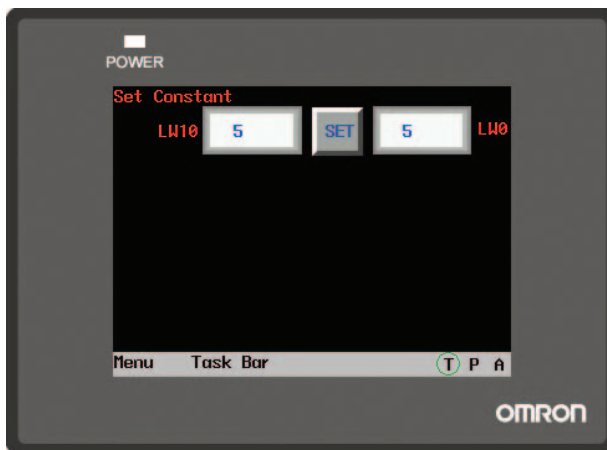 POWER
Set Constant
LW10 5 SET 5 LW0
Menu Task Bar T P A
OMRON